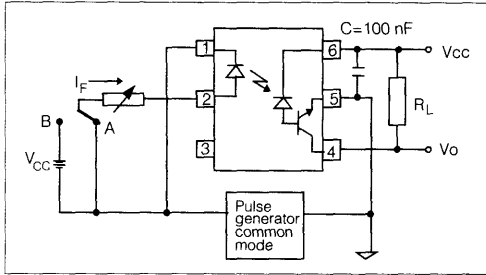 C=100 nF
1
6
Vcc
IF
2
5
RL
B
A
3
4
Vo
VCC
Pulse
generator
common
mode